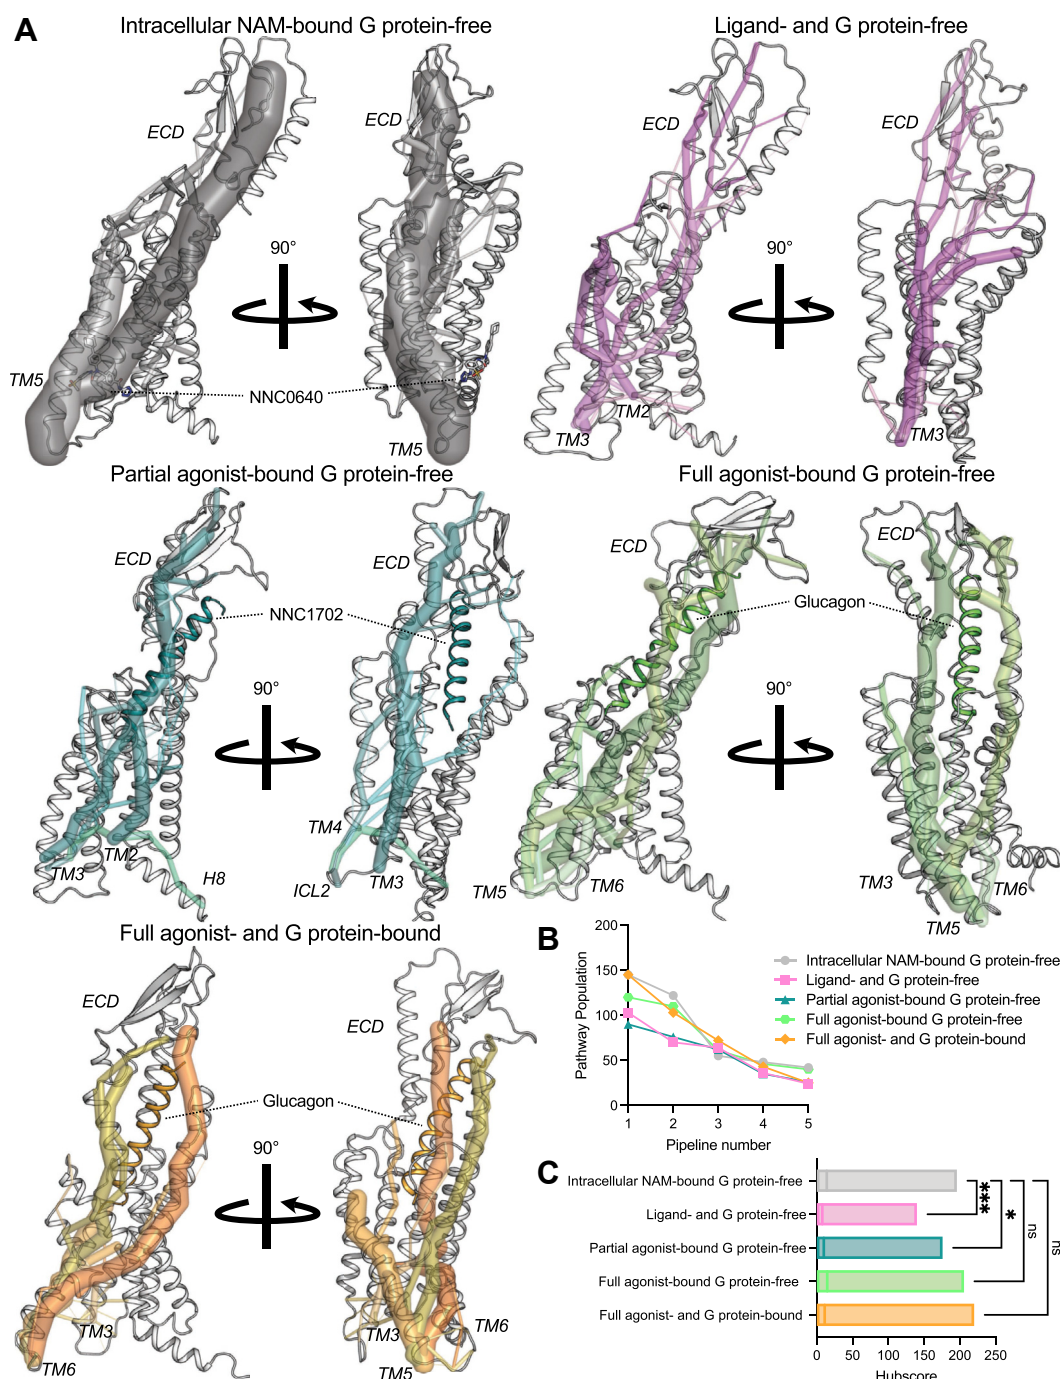 A
Intracellular NAM-bound G protein-free
ECD
ECD
90°
TM5
NNC0640
TM5
Ligand- and G protein-free
ECD
ECD
90°
TM2
TM3
TM3
Partial agonist-bound G protein-free
ECD
ECD
NNC1702
90°
TM4
TM2
TM3
H8
ICL2
TM3
Full agonist-bound G protein-free
ECD
ECD
Glucagon
90°
TM5
TM6
TM3
TM6
TM5
Full agonist- and G protein-bound
ECD
ECD
Glucagon
90°
TM3
TM6
TM3
TM6
TM5
B
Pathway Population
200
150
100
50
0
1 2 3 4 5
Pipeline number
Intracellular NAM-bound G protein-free
Ligand- and G protein-free
Partial agonist-bound G protein-free
Full agonist-bound G protein-free
Full agonist- and G protein-bound
C
Intracellular NAM-bound G protein-free
Ligand- and G protein-free
Partial agonist-bound G protein-free
Full agonist-bound G protein-free
Full agonist- and G protein-bound
***
*
ns
ns
0 50 100 150 200 250
Hubscore